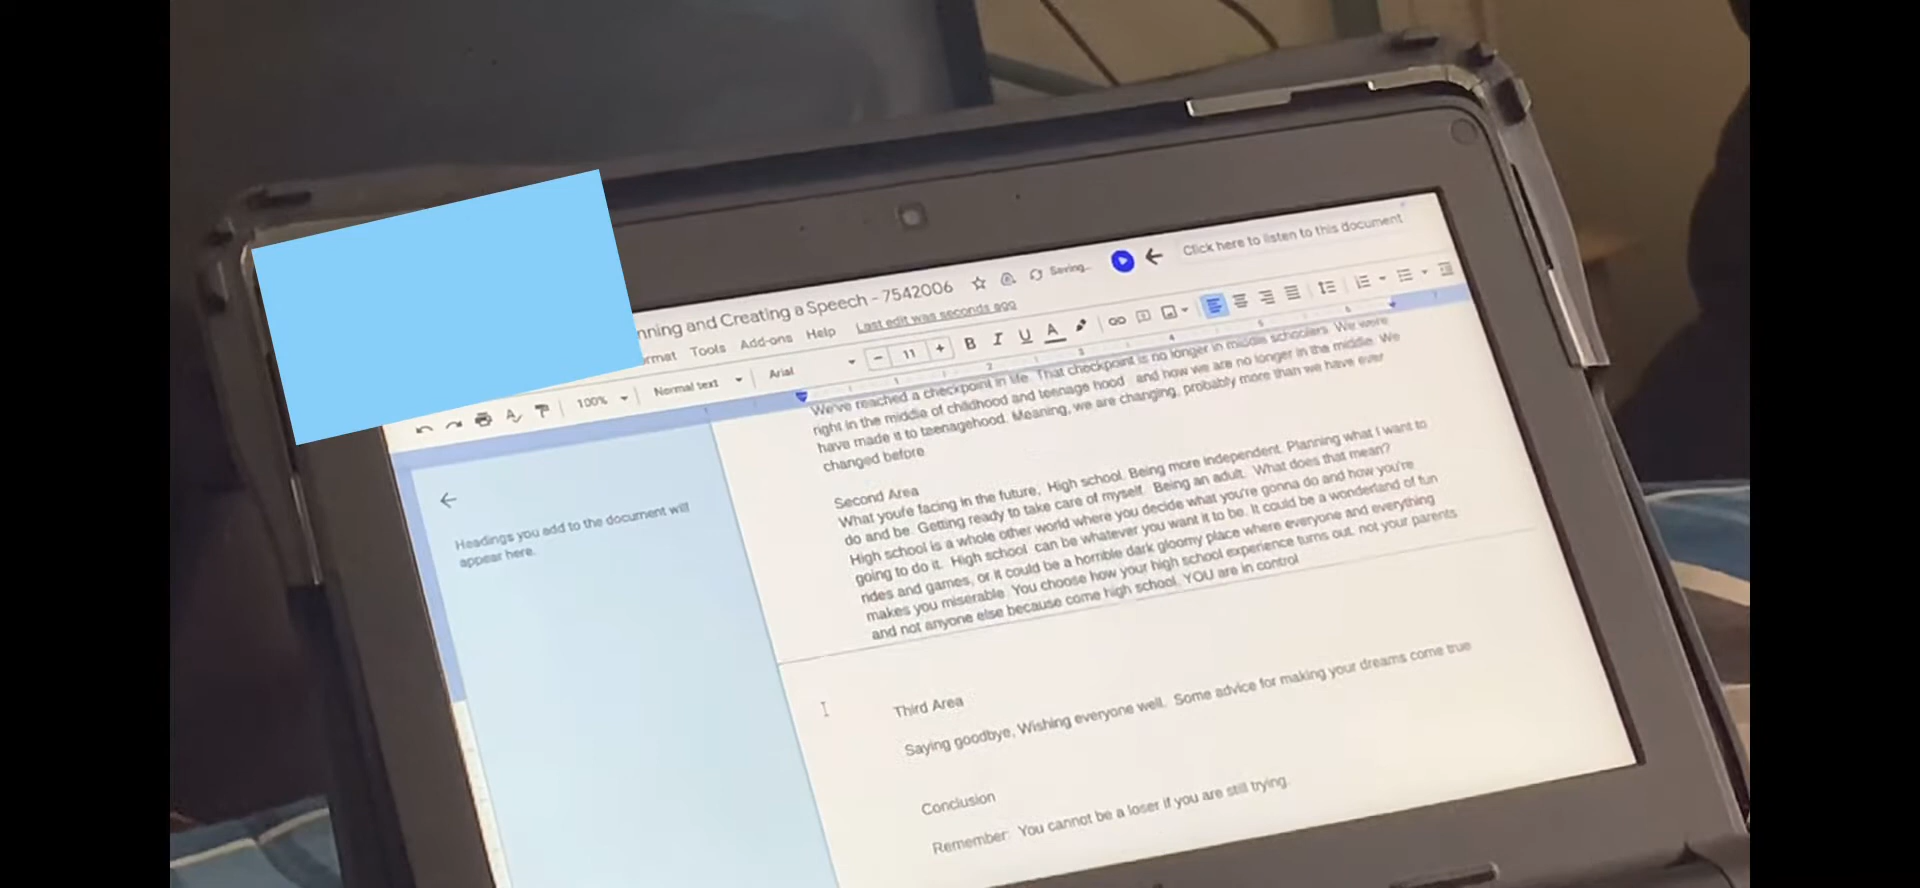 nning and Creating a Speech - 7542006
Saving...
Click here to listen to this document
rmat Tools Add-ons Help Last edit was seconds ago
100% Normal text Arial 11 B I U A
1 1 2 3 4 5 6 7
Headings you add to the document will
appear here.
We've reached a checkpoint in life. That checkpoint is no longer in middle schoolers. We were
right in the middle of childhood and teenage hood and how we are no longer in the middle. We
have made it to teenagehood. Meaning, we are changing, probably more than we have ever
changed before
Second Area
What you're facing in the future, High school. Being more independent. Planning what I want to
do and be. Getting ready to take care of myself. Being an adult. What does that mean?
High school is a whole other world where you decide what you're gonna do and how you're
going to do it. High school can be whatever you want it to be. It could be a wonderland of fun
rides and games, or it could be a horrible dark gloomy place where everyone and everything
makes you miserable. You choose how your high school experience turns out, not your parents
and not anyone else because come high school, YOU are in control
Third Area
Saying goodbye, Wishing everyone well. Some advice for making your dreams come true
Conclusion
Remember: You cannot be a loser if you are still trying.